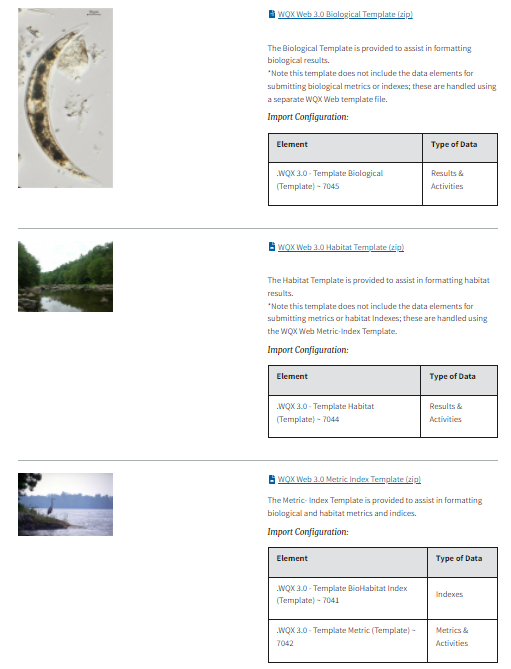 WQX Web 3.0 Biological Template (zip)
The Biological Template is provided to assist in formatting
biological results.
*Note this template does not include the data elements for
submitting biological metrics or indexes; these are handled using
a separate WQX Web template file.
Import Configuration:
Element Type of Data
.WQX 3.0 - Template Biological Results &
(Template) ~ 7045 Activities
WQX Web 3.0 Habitat Template (zip)
The Habitat Template is provided to assist in formatting habitat
results.
*Note this template does not include the data elements for
submitting metrics or habitat Indexes; these are handled using
the WQX Web Metric-Index Template.
Import Configuration:
Element Type of Data
.WQX 3.0 - Template Habitat Results &
(Template) ~ 7044 Activities
WQX Web 3.0 Metric Index Template (zip)
The Metric- Index Template is provided to assist in formatting
biological and habitat metrics and indices.
Import Configuration:
Element Type of Data
.WQX 3.0 - Template BioHabitat Index
(Template) ~ 7041 Indexes
.WQX 3.0 - Template Metric (Template) ~ Metrics &
7042 Activities